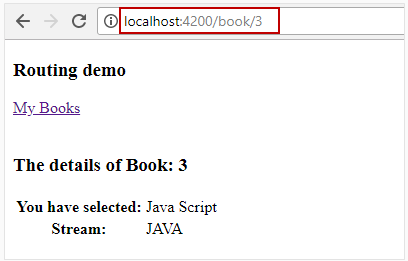 localhost:4200/book/3
Routing demo
My Books
The details of Book: 3
You have selected: Java Script
Stream: JAVA